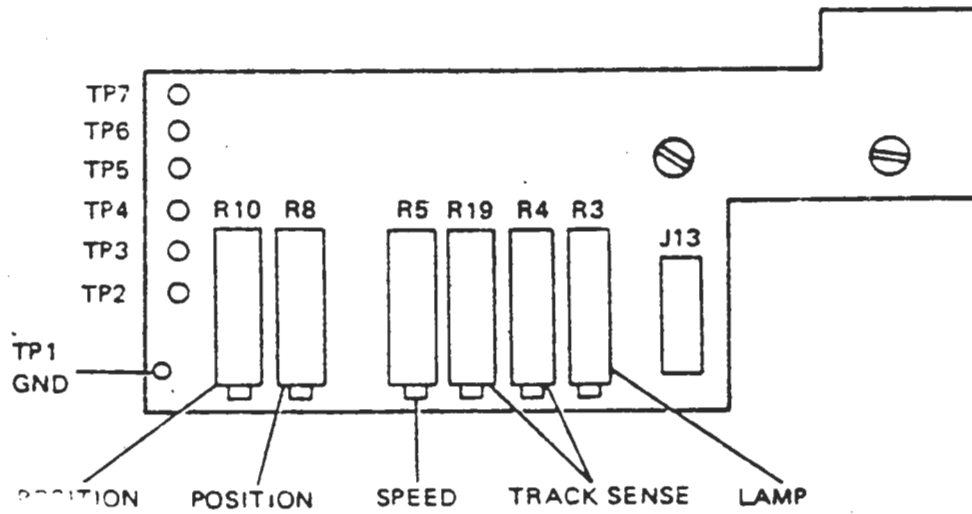 TP7
TP6
TP5
TP4
TP3
TP2
TP1
GND
R10 R8 R5 R19 R4 R3
J13
POSITION SPEED TRACK SENSE LAMP